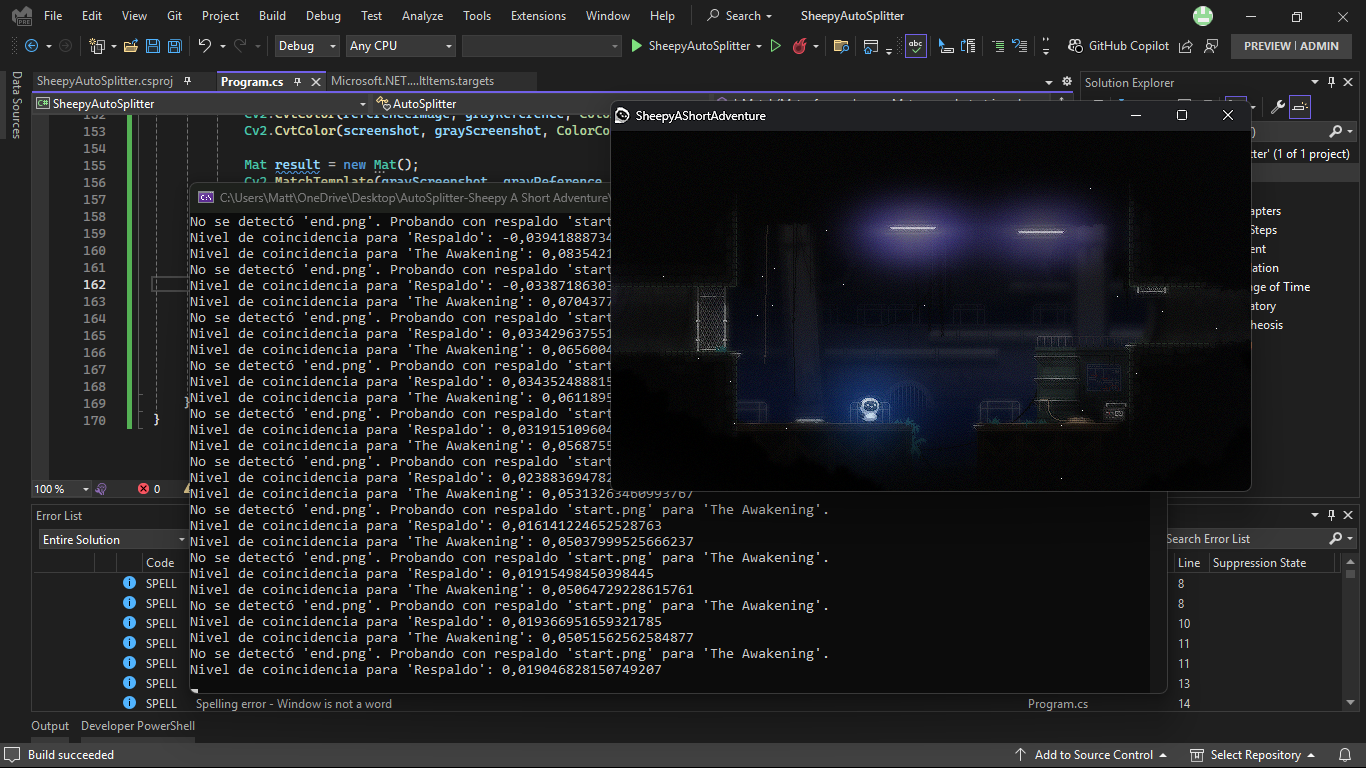 File Edit View Git Project Build Debug Test Analyze Tools Extensions Window Help Search SheepyAutoSplitter
Debug Any CPU SheepyAutoSplitter GitHub Copilot PREVIEW | ADMIN
Data Sources
SheepyAutoSplitter.csproj Program.cs Microsoft.NET....ltItems.targets
SheepyAutoSplitter AutoSplitter
153 Cv2.CvtColor(screenshot, grayScreenshot, ColorCo
154
155 Mat result = new Mat();
156 Cv2.MatchTemplate(grayScreenshot, grayReference,
157
158
159
160
161
162
163
164
165
166
167
168
169 }
170 }
100 % 0
C:\Users\Matt\OneDrive\Desktop\AutoSplitter-Sheepy A Short Adventure\
No se detectó 'end.png'. Probando con respaldo 'start
Nivel de coincidencia para 'Respaldo': -0,03941888734
Nivel de coincidencia para 'The Awakening': 0,0835421
No se detectó 'end.png'. Probando con respaldo 'start
Nivel de coincidencia para 'Respaldo': -0,03387186303
Nivel de coincidencia para 'The Awakening': 0,0704377
No se detectó 'end.png'. Probando con respaldo 'start
Nivel de coincidencia para 'Respaldo': 0,033429637551
Nivel de coincidencia para 'The Awakening': 0,0656004
No se detectó 'end.png'. Probando con respaldo 'start
Nivel de coincidencia para 'Respaldo': 0,034352488815
Nivel de coincidencia para 'The Awakening': 0,0611895
No se detectó 'end.png'. Probando con respaldo 'start
Nivel de coincidencia para 'Respaldo': 0,031915109604
Nivel de coincidencia para 'The Awakening': 0,0568755
No se detectó 'end.png'. Probando con respaldo 'start
Nivel de coincidencia para 'Respaldo': 0,023883694782
Nivel de coincidencia para 'The Awakening': 0,05313263460993767
No se detectó 'end.png'. Probando con respaldo 'start.png' para 'The Awakening'.
Nivel de coincidencia para 'Respaldo': 0,016141224652528763
Nivel de coincidencia para 'The Awakening': 0,05037999525666237
No se detectó 'end.png'. Probando con respaldo 'start.png' para 'The Awakening'.
Nivel de coincidencia para 'Respaldo': 0,01915498450398445
Nivel de coincidencia para 'The Awakening': 0,05064729228615761
No se detectó 'end.png'. Probando con respaldo 'start.png' para 'The Awakening'.
Nivel de coincidencia para 'Respaldo': 0,019366951659321785
Nivel de coincidencia para 'The Awakening': 0,05051562562584877
No se detectó 'end.png'. Probando con respaldo 'start.png' para 'The Awakening'.
Nivel de coincidencia para 'Respaldo': 0,019046828150749207
SheepyAShortAdventure
Solution Explorer
tter' (1 of 1 project)
apters
Steps
ent
lation
ge of Time
atory
theosis
Error List
Entire Solution Search Error List
Code Line Suppression State
SPELL 8
SPELL 8
SPELL 10
SPELL 11
SPELL 11
SPELL 13
SPELL Spelling error - Window is not a word Program.cs 14
Output Developer PowerShell
Build succeeded Add to Source Control Select Repository